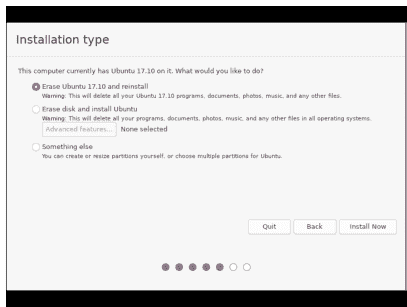 Installation type
This computer currently has Ubuntu 17.10 on it. What would you like to do?
Erase Ubuntu 17.10 and reinstall
Warning: This will delete all your Ubuntu 17.10 programs, documents, photos, music, and any other files.
Erase disk and install Ubuntu
Warning: This will delete all your programs, documents, photos, music, and any other files in all operating systems.
Advanced features... None selected
Something else
You can create or resize partitions yourself, or choose multiple partitions for Ubuntu.
Quit Back Install Now